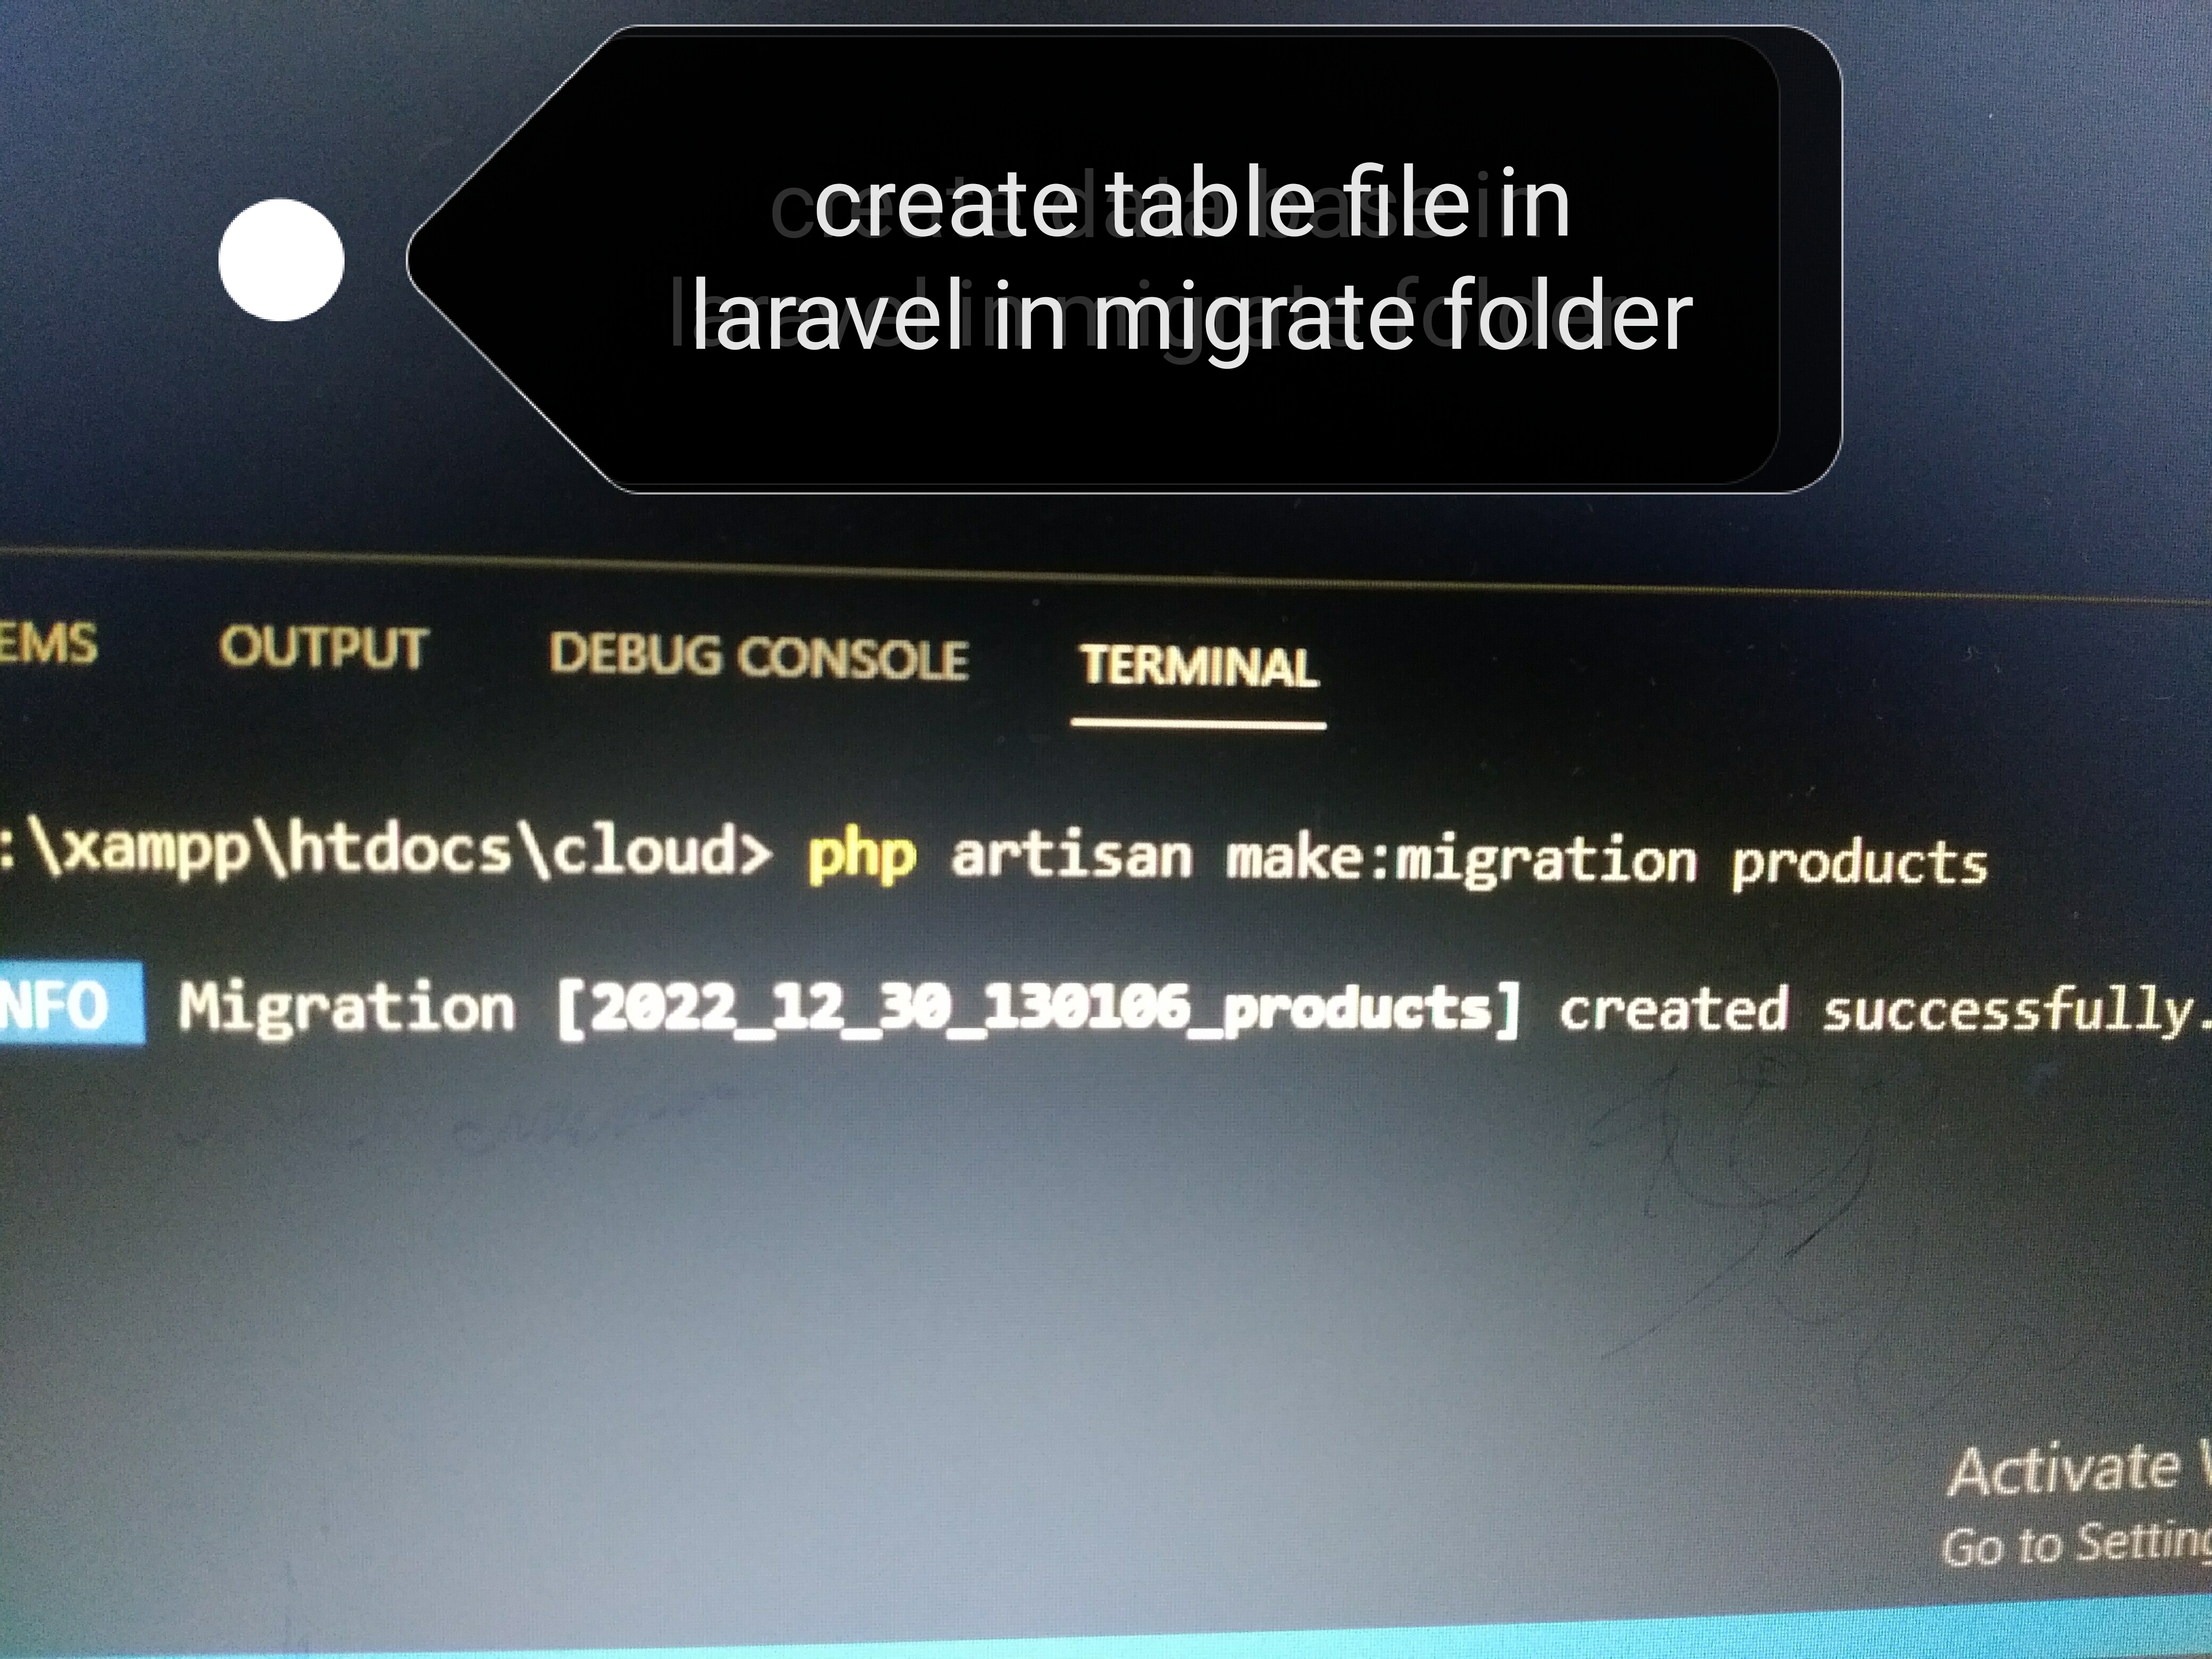 create table file in
laravel in migrate folder
EMS OUTPUT DEBUG CONSOLE TERMINAL
:\xampp\htdocs\cloud> php artisan make:migration products
NFO Migration [2022_12_30_130106_products] created successfully.
Activate
Go to Setting